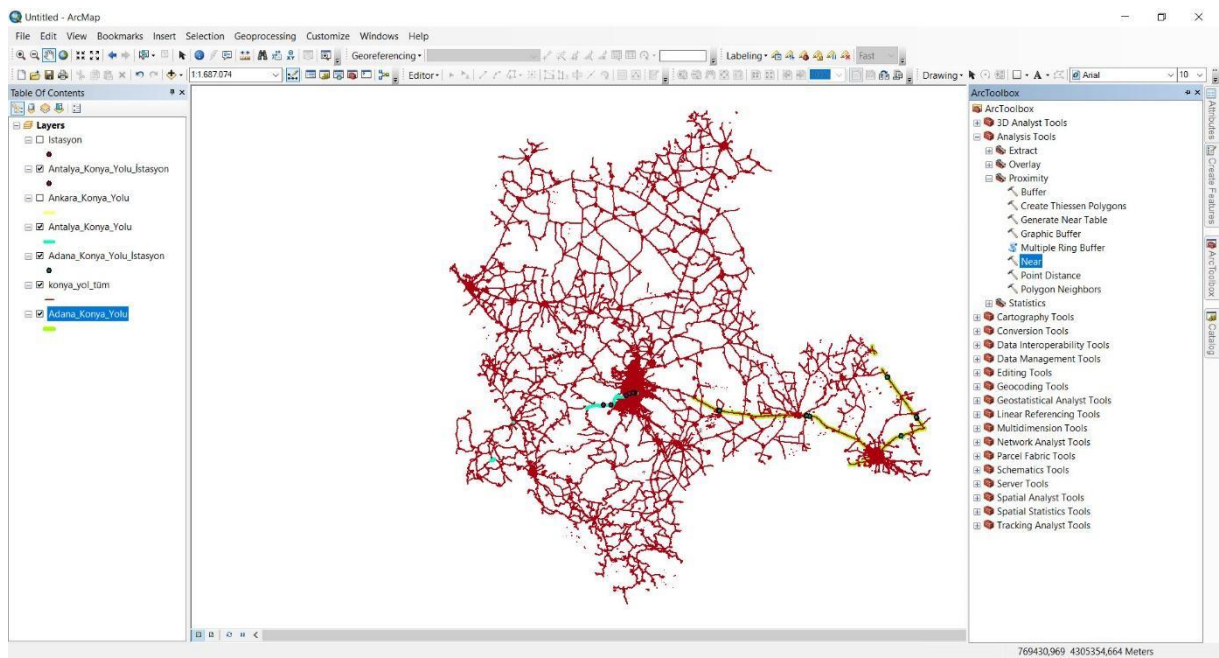 Untitled - ArcMap
File Edit View Bookmarks Insert Selection Geoprocessing Customize Windows Help
Georeferencing Labeling Fast
1:1.687.074 Editor Drawing A Arial 10
Table Of Contents
Layers
Istasyon
Antalya_Konya_Yolu_İstasyon
Ankara_Konya_Yolu
Antalya_Konya_Yolu
Adana_Konya_Yolu_İstasyon
konya_yol_tüm
Adana_Konya_Yolu
ArcToolbox
ArcToolbox
3D Analyst Tools
Analysis Tools
Extract
Overlay
Proximity
Buffer
Create Thiessen Polygons
Generate Near Table
Graphic Buffer
Multiple Ring Buffer
Near
Point Distance
Polygon Neighbors
Statistics
Cartography Tools
Conversion Tools
Data Interoperability Tools
Data Management Tools
Editing Tools
Geocoding Tools
Geostatistical Analyst Tools
Linear Referencing Tools
Multidimension Tools
Network Analyst Tools
Parcel Fabric Tools
Schematics Tools
Server Tools
Spatial Analyst Tools
Spatial Statistics Tools
Tracking Analyst Tools
Attributes
Create Features
ArcToolbox
Catalog
769430,969 4305354,664 Meters